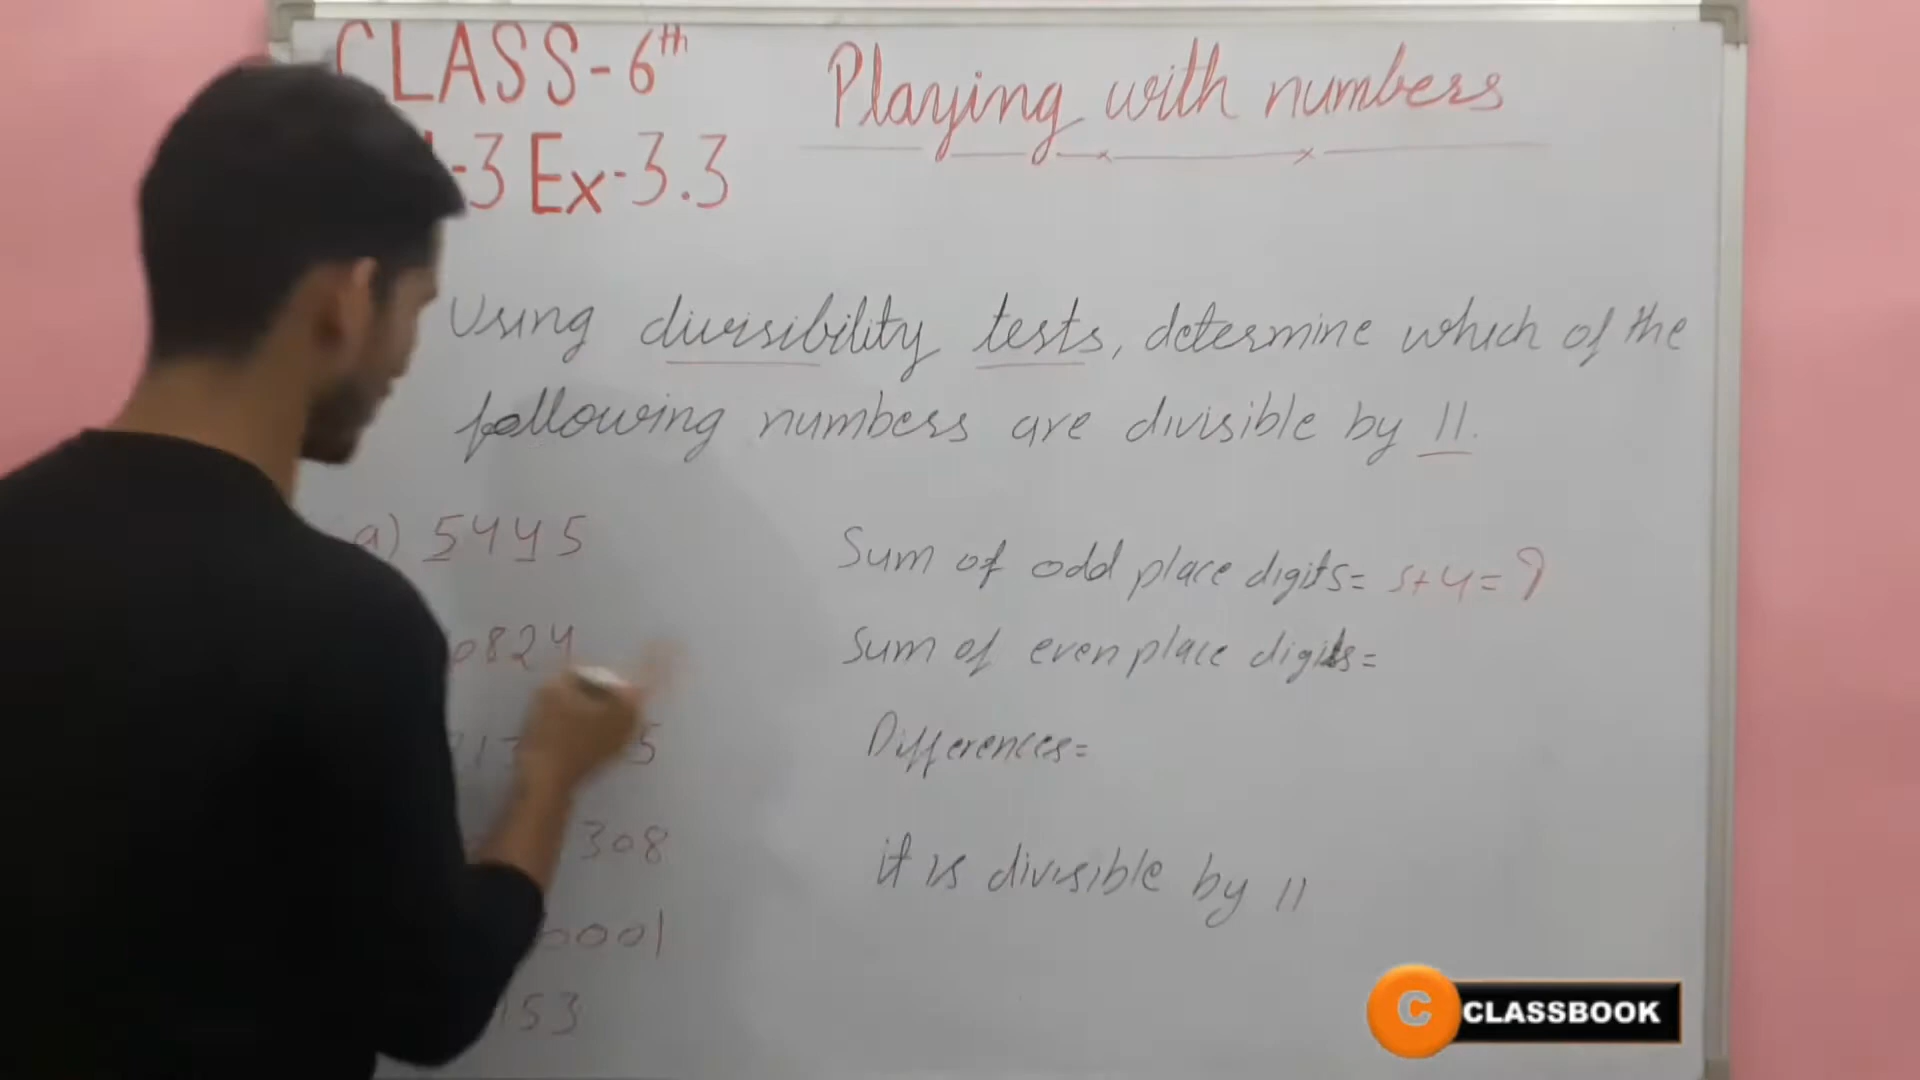 CLASS-6th
Playing with numbers
-3 Ex-3.3
Using divisibility tests, determine which of the
following numbers are divisible by 11.
a) 5445
Sum of odd place digits= 5+4=9
0824
Sum of even place digits=
5
Differences=
308
it is divisible by 11
0001
153
C CLASSBOOK